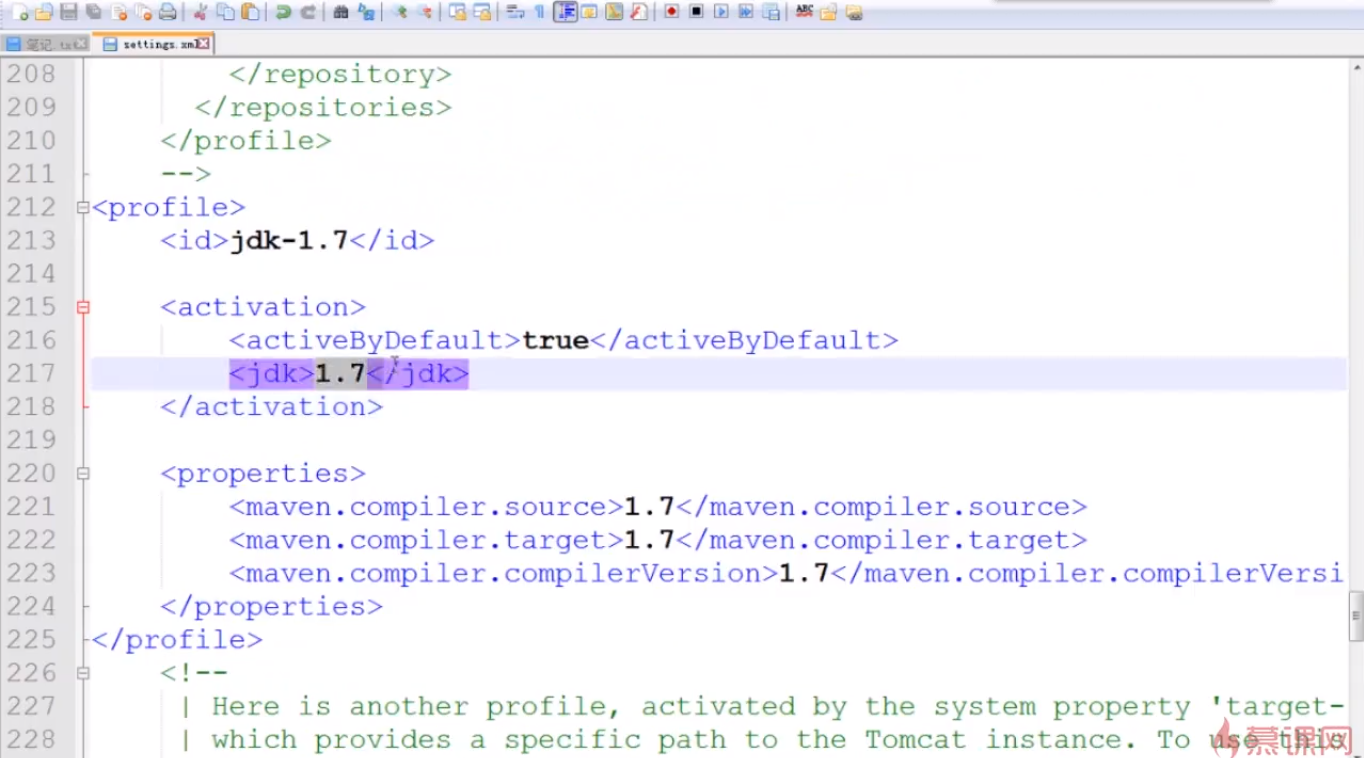 笔记.txt
settings.xml
208 </repository>
209 </repositories>
210 </profile>
211 -->
212 <profile>
213 <id>jdk-1.7</id>
214
215 <activation>
216 <activeByDefault>true</activeByDefault>
217 <jdk>1.7</jdk>
218 </activation>
219
220 <properties>
221 <maven.compiler.source>1.7</maven.compiler.source>
222 <maven.compiler.target>1.7</maven.compiler.target>
223 <maven.compiler.compilerVersion>1.7</maven.compiler.compilerVersi
224 </properties>
225 </profile>
226 <!--
227 | Here is another profile, activated by the system property 'target-
228 | which provides a specific path to the Tomcat instance. To use this
慕课网